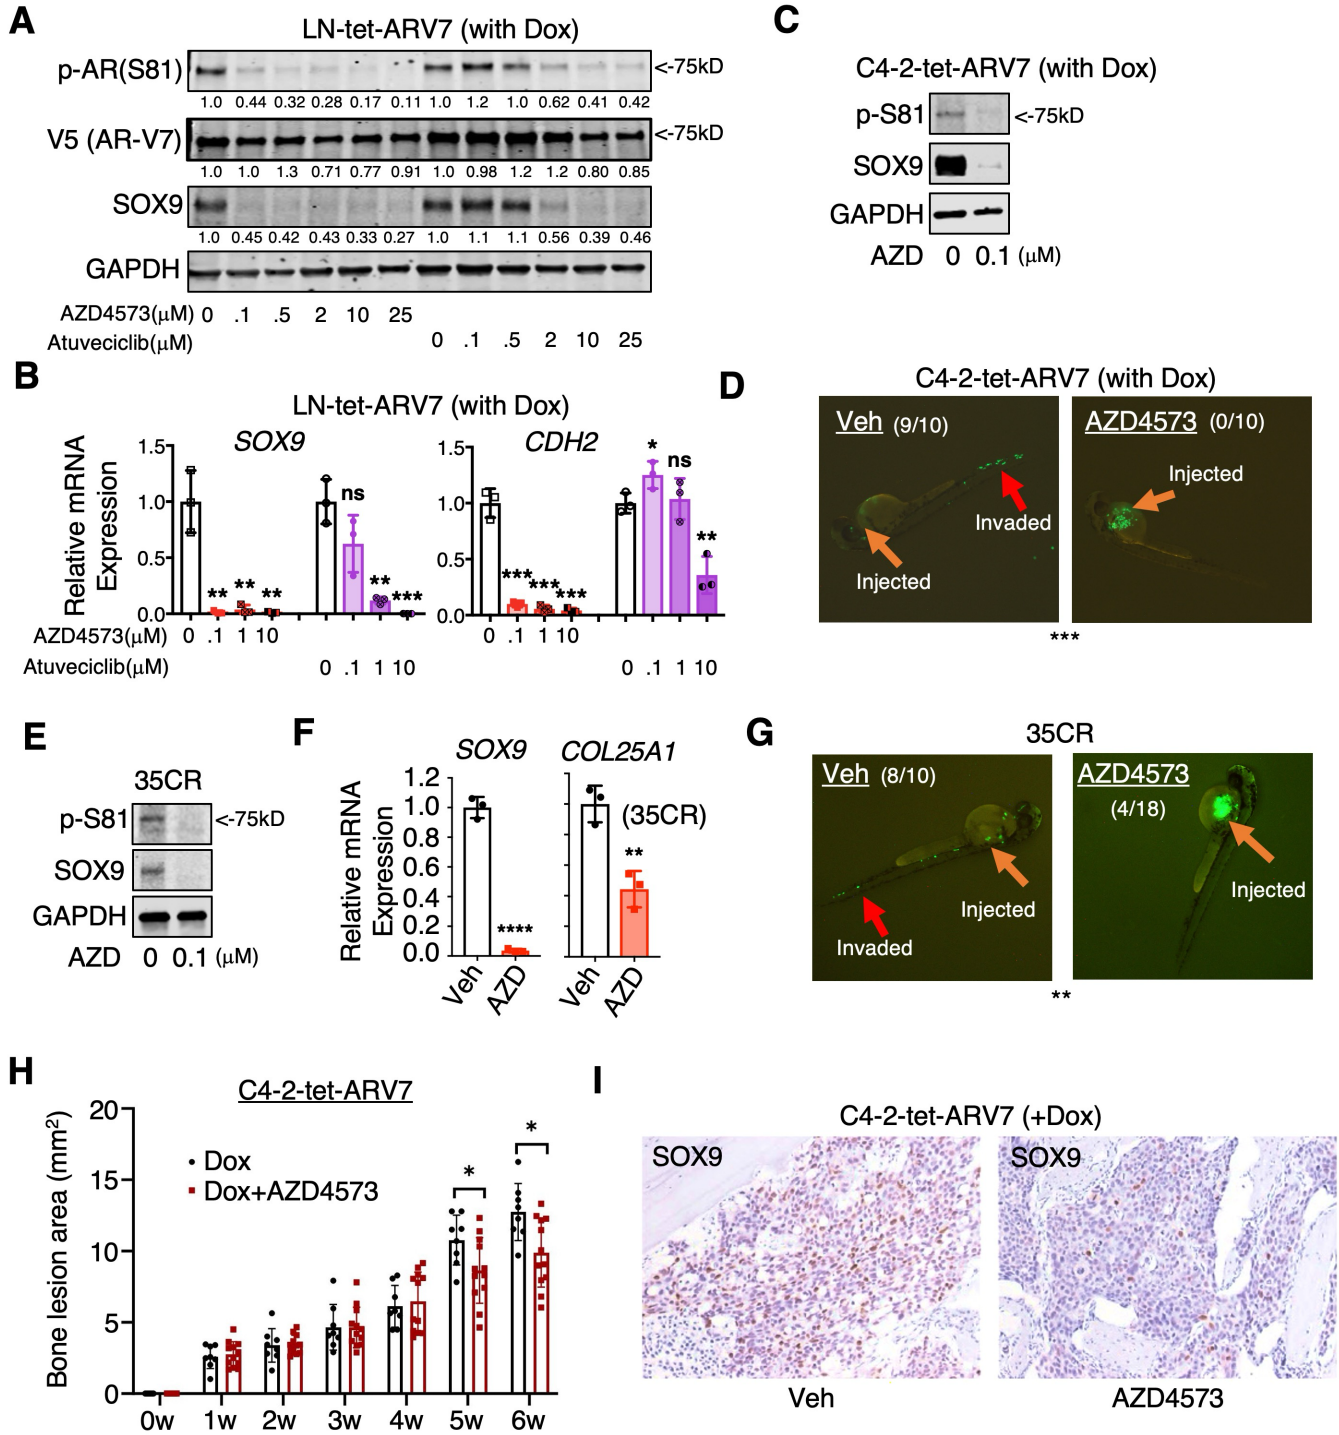 A
LN-tet-ARV7 (with Dox)
p-AR(S81)
<-75kD
1.0 0.44 0.32 0.28 0.17 0.11 1.0 1.2 1.0 0.62 0.41 0.42
V5 (AR-V7)
<-75kD
1.0 1.0 1.3 0.71 0.77 0.91 1.0 0.98 1.2 1.2 0.80 0.85
SOX9
1.0 0.45 0.42 0.43 0.33 0.27 1.0 1.1 1.1 0.56 0.39 0.46
GAPDH
AZD4573(μM) 0 .1 .5 2 10 25
Atuveciclib(μM) 0 .1 .5 2 10 25
C
C4-2-tet-ARV7 (with Dox)
p-S81
<-75kD
SOX9
GAPDH
AZD 0 0.1 (μM)
B
LN-tet-ARV7 (with Dox)
Relative mRNA
Expression
SOX9
1.5
1.0
0.5
0.0
** ** ** ns ** ***
CDH2
1.5
1.0
0.5
0.0
*** *** *** * ns **
AZD4573(μM) 0 .1 1 10 0 .1 1 10
Atuveciclib(μM) 0 .1 1 10 0 .1 1 10
D
C4-2-tet-ARV7 (with Dox)
Veh (9/10)
Invaded
Injected
AZD4573 (0/10)
Injected
***
E
35CR
p-S81
<-75kD
SOX9
GAPDH
AZD 0 0.1 (μM)
F
Relative mRNA
Expression
SOX9
1.2
1.0
0.8
0.6
0.4
0.2
0.0
****
Veh
AZD
COL25A1
(35CR)
**
Veh
AZD
G
35CR
Veh (8/10)
Injected
Invaded
AZD4573
(4/18)
Injected
**
H
C4-2-tet-ARV7
Bone lesion area (mm²)
20
15
10
5
0
Dox
Dox+AZD4573
*
*
0w 1w 2w 3w 4w 5w 6w
I
C4-2-tet-ARV7 (+Dox)
SOX9
SOX9
Veh
AZD4573